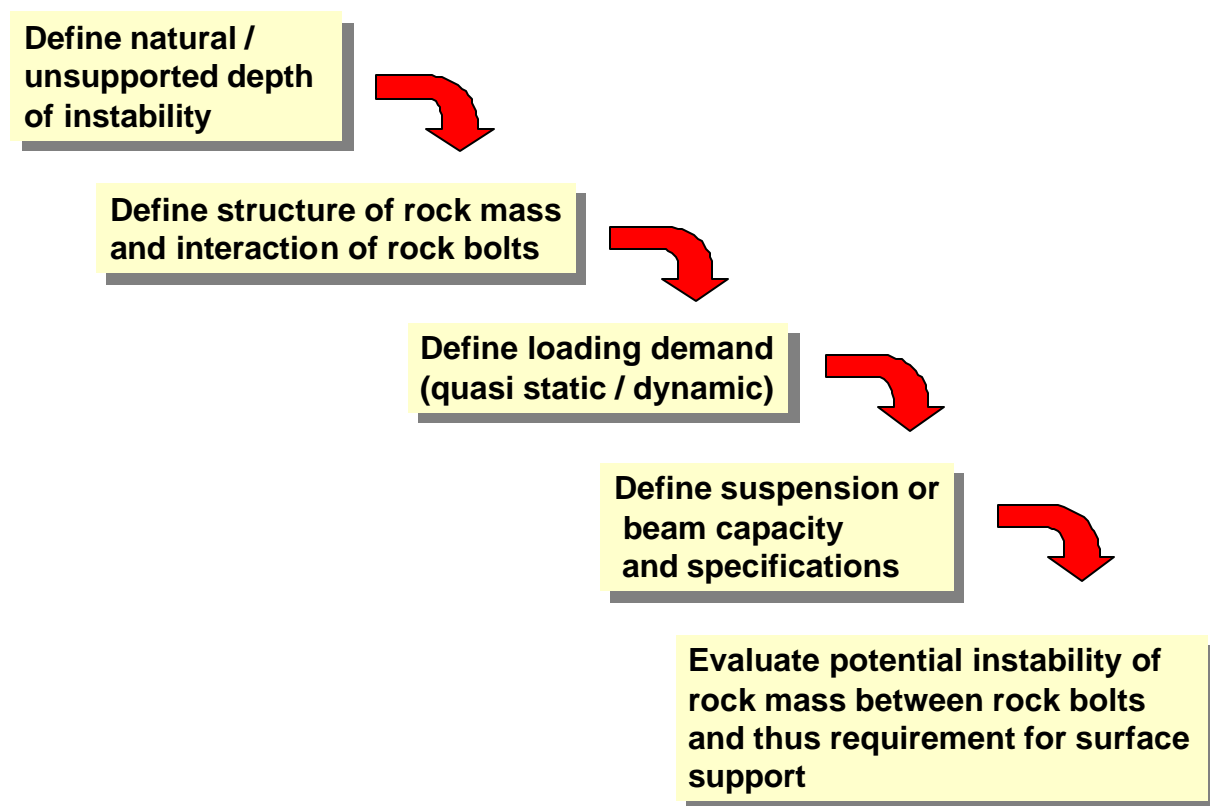 Define natural /
unsupported depth
of instability
Define structure of rock mass
and interaction of rock bolts
Define loading demand
(quasi static / dynamic)
Define suspension or
beam capacity
and specifications
Evaluate potential instability of
rock mass between rock bolts
and thus requirement for surface
support